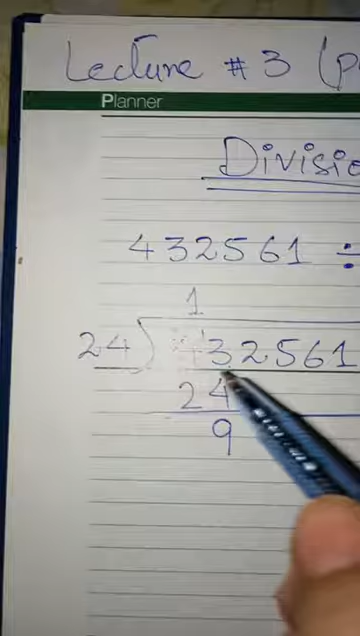 Lecture # 3 (P
Planner
Divisio
432561 ÷
1
24 ) 432561
24
9